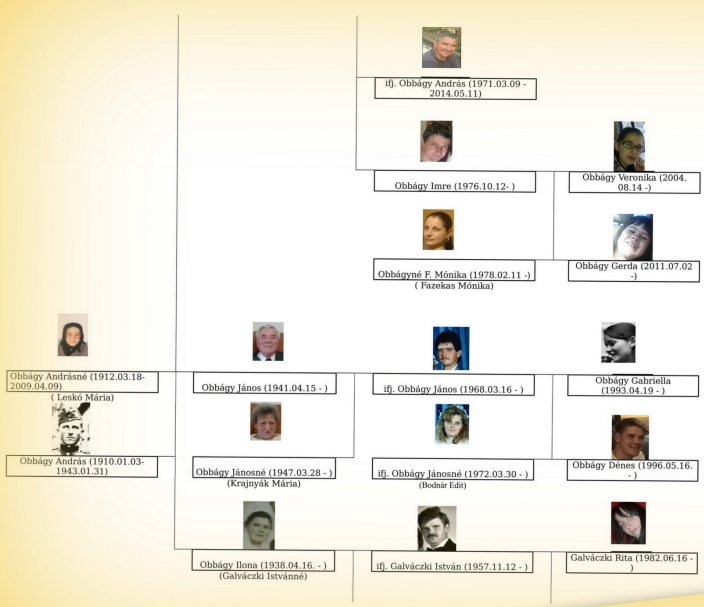 ifj. Obbágy András (1971.03.09 -
2014.05.11)
Obbágy Imre (1976.10.12- )
Obbágy Veronika (2004.
08.14 -)
Obbágyné F. Mónika (1978.02.11 -)
( Fazekas Mónika)
Obbágy Gerda (2011.07.02
-)
Obbágy Andrásné (1912.03.18-
2009.04.09)
( Leskó Mária)
Obbágy János (1941.04.15 - )
ifj. Obbágy János (1968.03.16 - )
Obbágy Gabriella
(1993.04.19 - )
Obbágy András (1910.01.03-
1943.01.31)
Obbágy Jánosné (1947.03.28 - )
(Krajnyák Mária)
ifj. Obbágy Jánosné (1972.03.30 - )
(Bodnár Edit)
Obbágy Dénes (1996.05.16.
- )
Obbágy Ilona (1938.04.16. - )
(Galváczki Istvánné)
ifj. Galváczki István (1957.11.12 - )
Galváczki Rita (1982.06.16 -
)